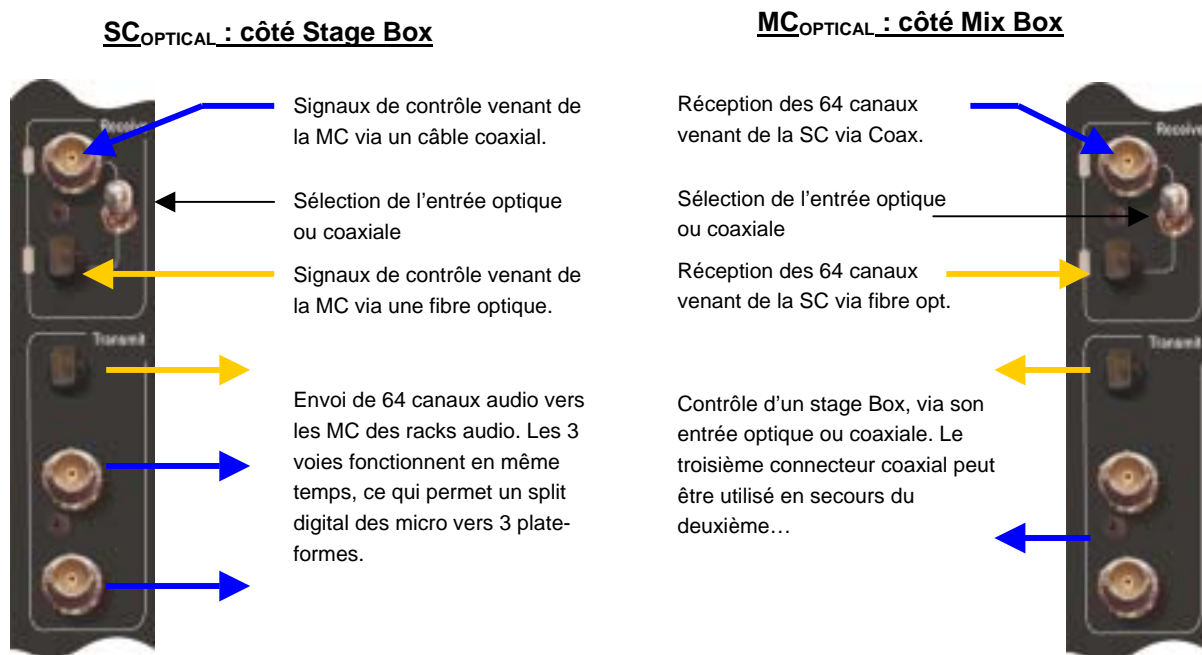 SCOPTICAL : côté Stage Box
Receive
Signaux de contrôle venant de
la MC via un câble coaxial.
Sélection de l’entrée optique
ou coaxiale
Signaux de contrôle venant de
la MC via une fibre optique.
Transmit
Envoi de 64 canaux audio vers
les MC des racks audio. Les 3
voies fonctionnent en même
temps, ce qui permet un split
digital des micro vers 3 plate-
formes.
MCOPTICAL : côté Mix Box
Réception des 64 canaux
venant de la SC via Coax.
Receive
Sélection de l’entrée optique
ou coaxiale
Réception des 64 canaux
venant de la SC via fibre opt.
Transmit
Contrôle d’un stage Box, via son
entrée optique ou coaxiale. Le
troisième connecteur coaxial peut
être utilisé en secours du
deuxième…